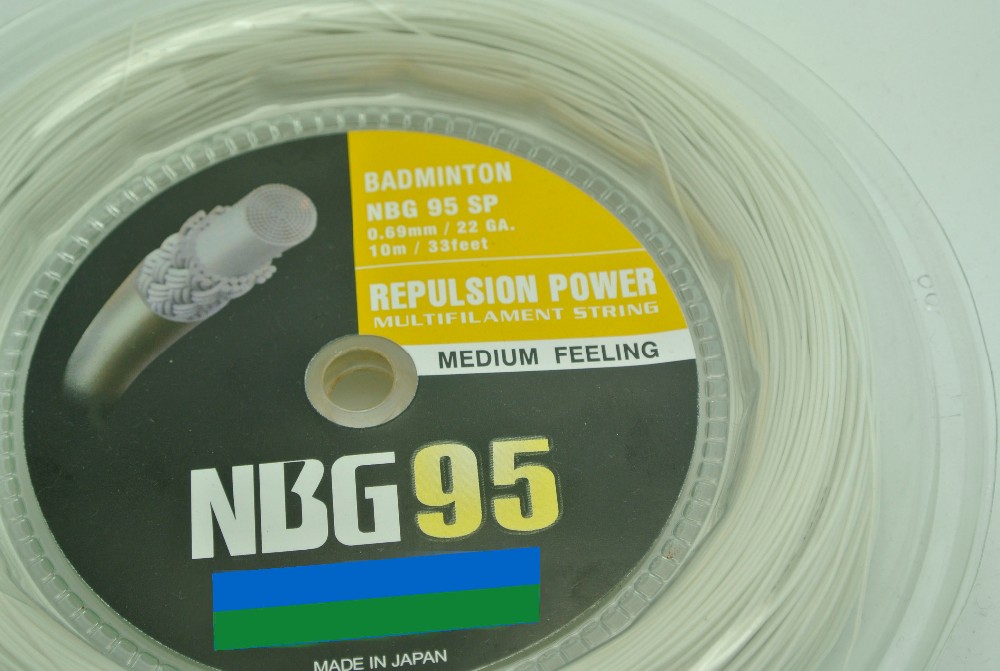 BADMINTON
NBG 95 SP
0.69mm / 22 GA.
10m / 33feet
REPULSION POWER
MULTIFILAMENT STRING
MEDIUM FEELING
NBG95
MADE IN JAPAN